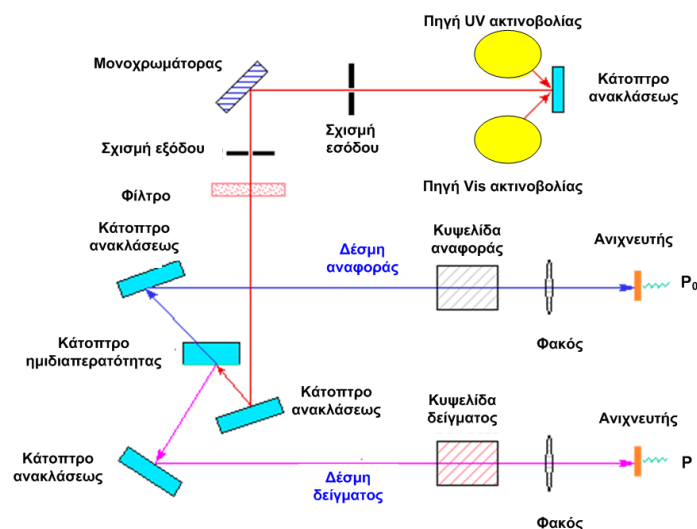 Πηγή UV ακτινοβολίας
Μονοχρωμάτορας
Κάτοπτρο
ανακλάσεως
Σχισμή
εσόδου
Σχισμή εξόδου
Πηγή Vis ακτινοβολίας
Φίλτρο
Κάτοπτρο
ανακλάσεως
Δέσμη
αναφοράς
Κυψελίδα
αναφοράς
Ανιχνευτής
P0
Φακός
Κάτοπτρο
ημιδιαπερατότητας
Κάτοπτρο
ανακλάσεως
Κυψελίδα
δείγματος
Ανιχνευτής
P
Κάτοπτρο
ανακλάσεως
Δέσμη
δείγματος
Φακός